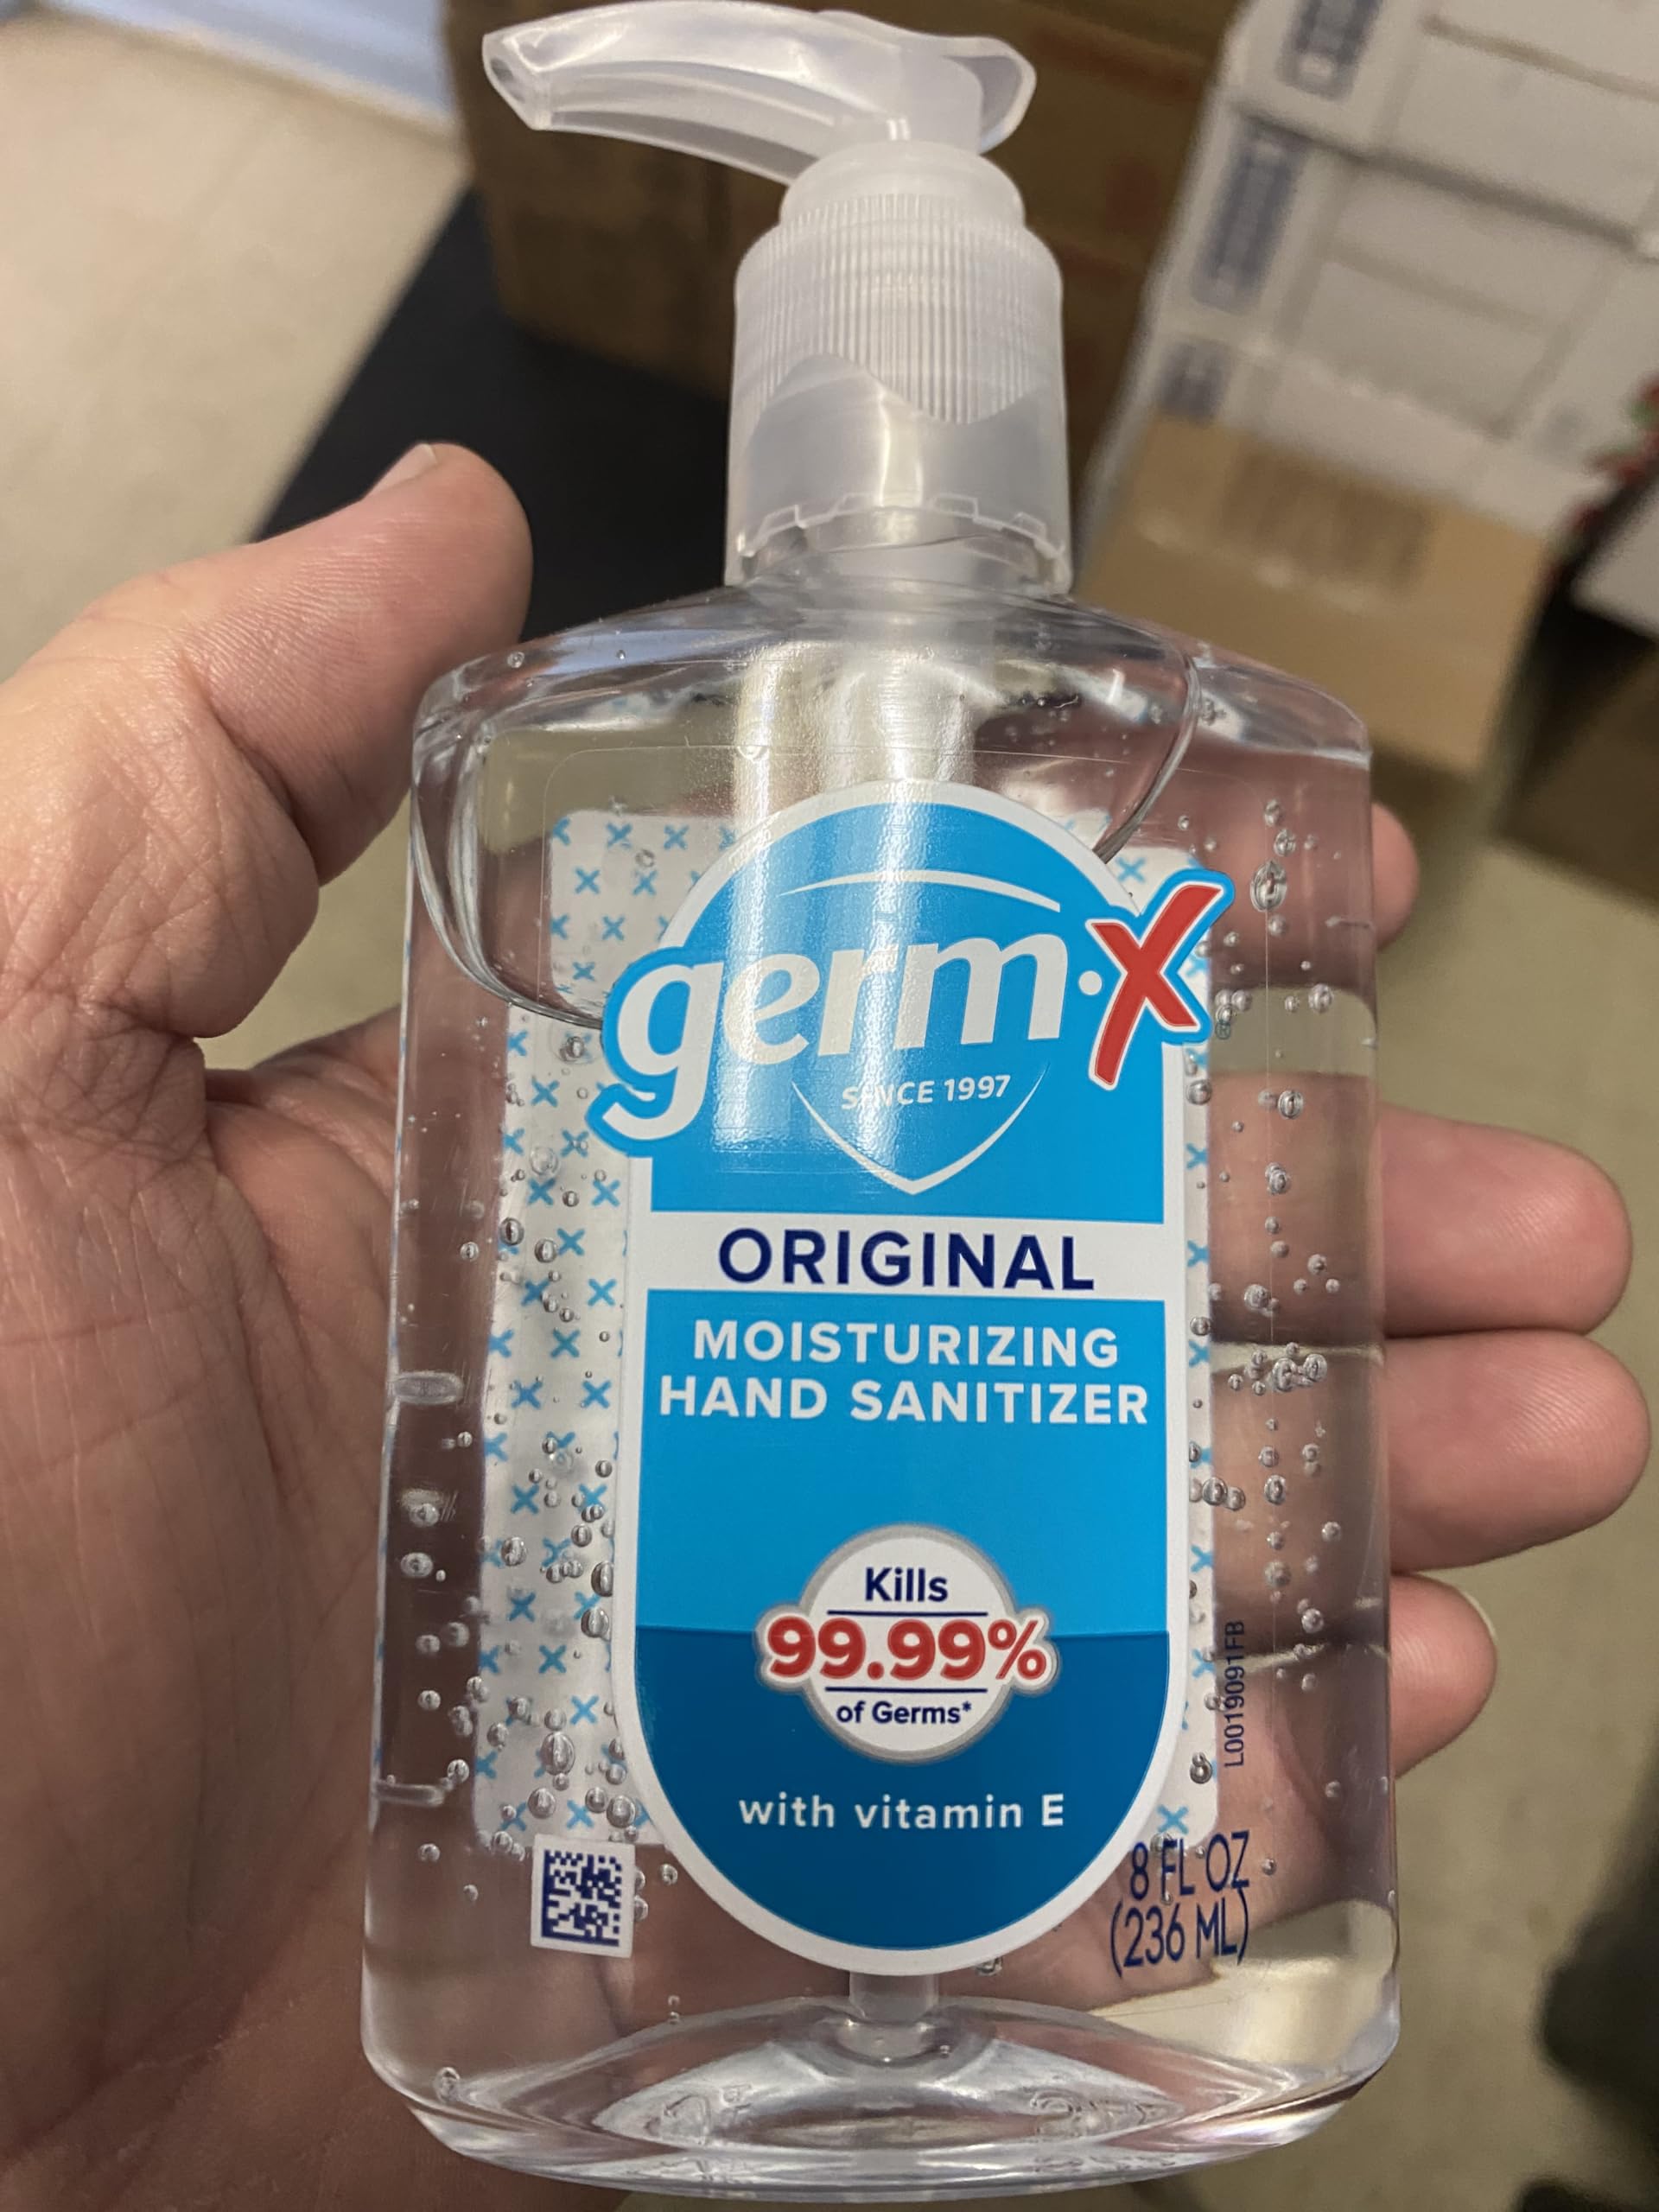 germ·x
SINCE 1997
ORIGINAL
MOISTURIZING
HAND SANITIZER
Kills
99.99%
of Germs*
with vitamin E
L0019091FB
8 FL OZ
(236 ML)